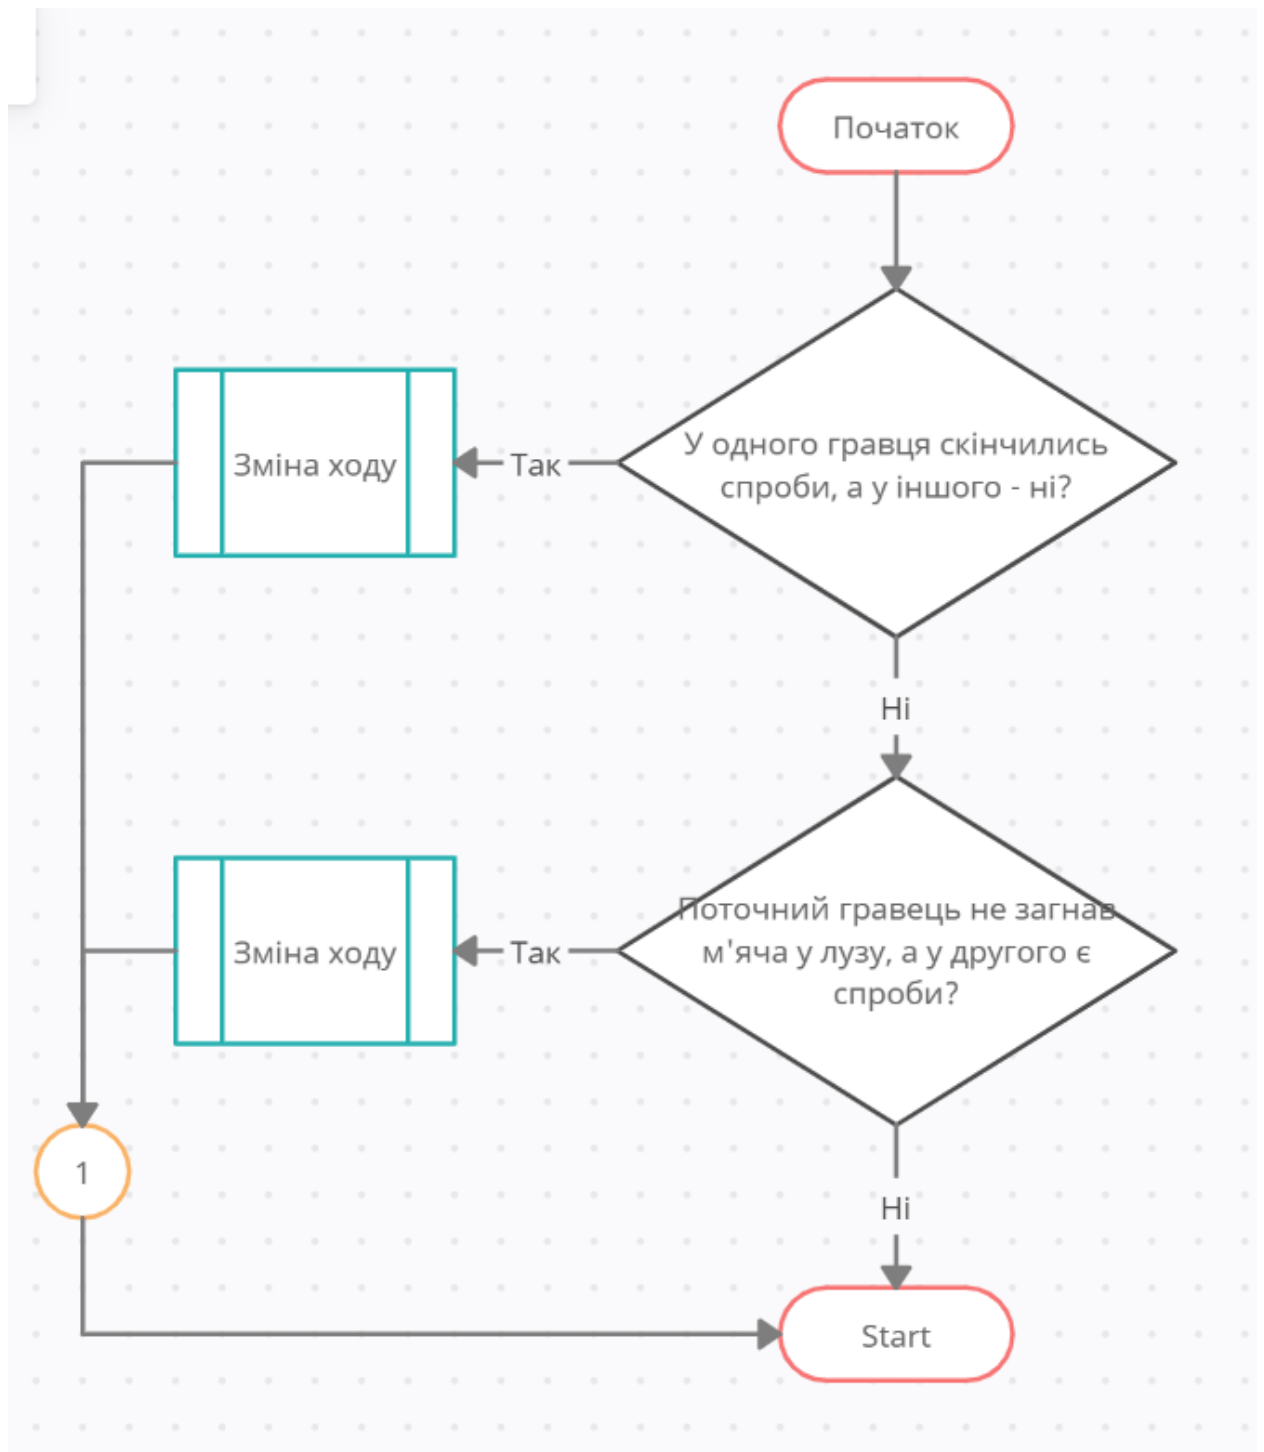 Початок
У одного гравця скінчились
спроби, а у іншого - ні?
Так
Зміна ходу
Ні
Поточний гравець не загнав
м'яча у лузу, а у другого є
спроби?
Так
Зміна ходу
1
Ні
Start